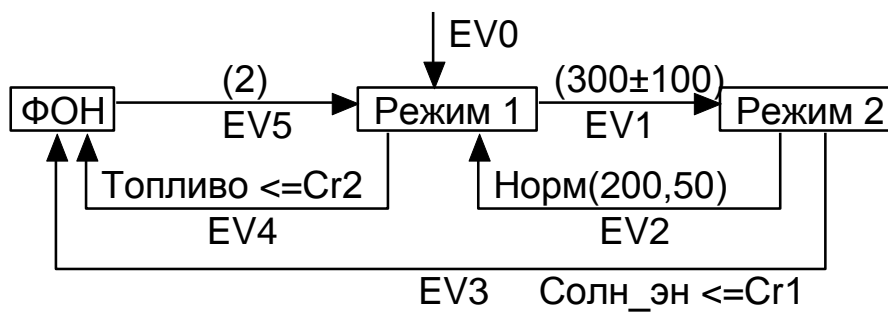 EV0
(2)
(300±100)
ФОН
Режим 1
Режим 2
EV5
EV1
Топливо <=Cr2
Норм(200,50)
EV4
EV2
EV3
Солн_эн <=Cr1